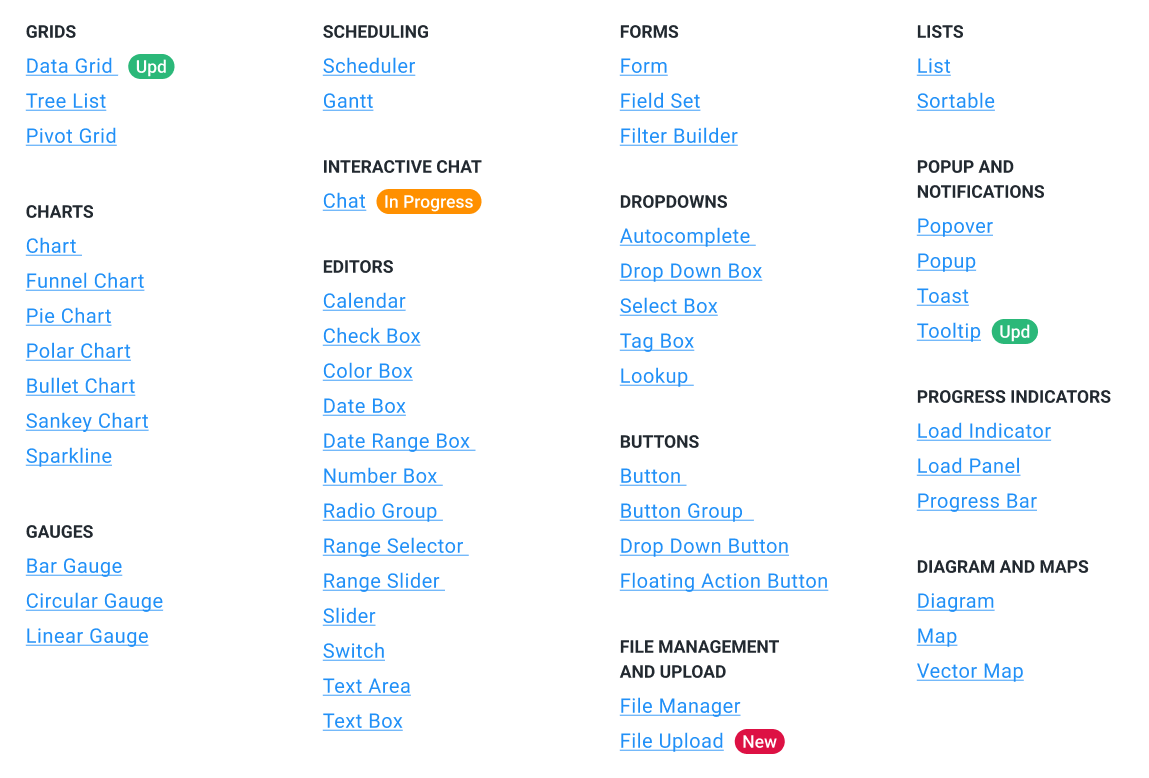 GRIDS
Data Grid Upd
Tree List
Pivot Grid
CHARTS
Chart
Funnel Chart
Pie Chart
Polar Chart
Bullet Chart
Sankey Chart
Sparkline
GAUGES
Bar Gauge
Circular Gauge
Linear Gauge
SCHEDULING
Scheduler
Gantt
INTERACTIVE CHAT
Chat In Progress
EDITORS
Calendar
Check Box
Color Box
Date Box
Date Range Box
Number Box
Radio Group
Range Selector
Range Slider
Slider
Switch
Text Area
Text Box
FORMS
Form
Field Set
Filter Builder
DROPDOWNS
Autocomplete
Drop Down Box
Select Box
Tag Box
Lookup
BUTTONS
Button
Button Group
Drop Down Button
Floating Action Button
FILE MANAGEMENT
AND UPLOAD
File Manager
File Upload New
LISTS
List
Sortable
POPUP AND
NOTIFICATIONS
Popover
Popup
Toast
Tooltip Upd
PROGRESS INDICATORS
Load Indicator
Load Panel
Progress Bar
DIAGRAM AND MAPS
Diagram
Map
Vector Map